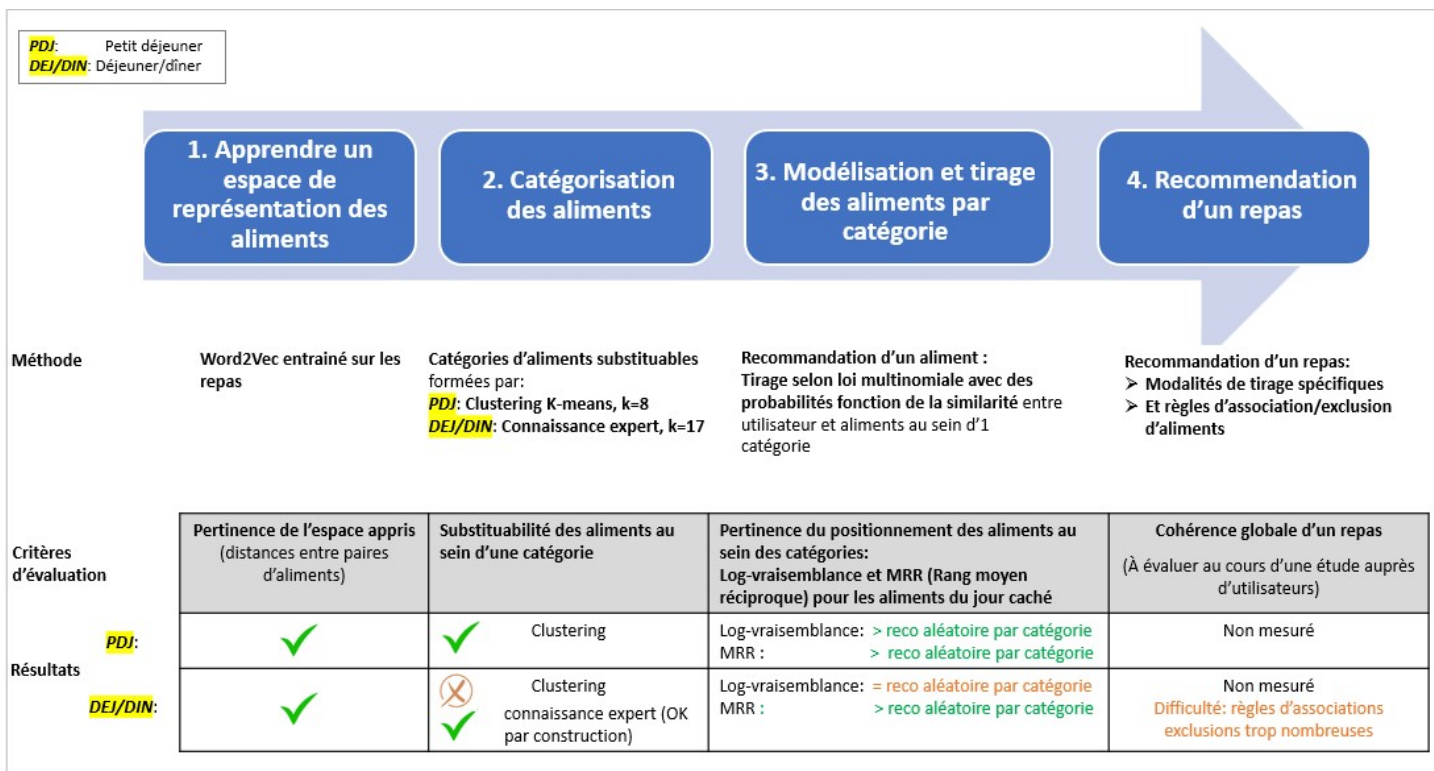 PDJ: Petit déjeuner
DEJ/DIN: Déjeuner/dîner
1. Apprendre un
espace de
représentation des
aliments
2. Catégorisation
des aliments
3. Modélisation et tirage
des aliments par
catégorie
4. Recommendation
d'un repas
Méthode
Word2Vec entrainé sur les
repas
Catégories d'aliments substituables
formées par:
PDJ: Clustering K-means, k=8
DEJ/DIN: Connaissance expert, k=17
Recommandation d'un aliment :
Tirage selon loi multinomiale avec des
probabilités fonction de la similarité entre
utilisateur et aliments au sein d'1
catégorie
Recommandation d'un repas:
➢ Modalités de tirage spécifiques
➢ Et règles d'association/exclusion
d'aliments
Critères
d'évaluation
Pertinence de l'espace appris
(distances entre paires
d'aliments)
Substituabilité des aliments au
sein d'une catégorie
Pertinence du positionnement des aliments au
sein des catégories:
Log-vraisemblance et MRR (Rang moyen
réciproque) pour les aliments du jour caché
Cohérence globale d'un repas
(À évaluer au cours d'une étude auprès
d'utilisateurs)
Résultats
PDJ:
Clustering
Log-vraisemblance: > reco aléatoire par catégorie
MRR : > reco aléatoire par catégorie
Non mesuré
DEJ/DIN:
Clustering
connaissance expert (OK
par construction)
Log-vraisemblance: = reco aléatoire par catégorie
MRR : > reco aléatoire par catégorie
Non mesuré
Difficulté: règles d'associations
exclusions trop nombreuses